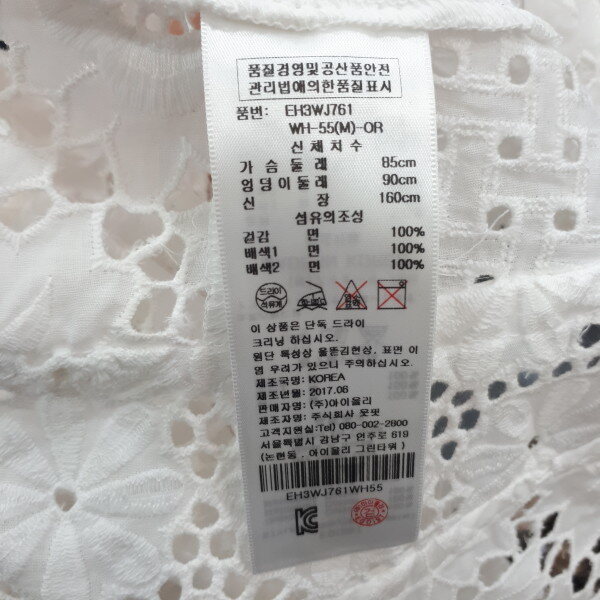 품질경영및공산품안전
관리법에의한품질표시
품번: EH3WJ761
WH-55(M)-OR
신체치수
가슴둘레 85cm
엉덩이둘레 90cm
신장 160cm
섬유의조성
겉감 면 100%
배색1 면 100%
배색2 면 100%
드라이
석유계
이 상품은 단독 드라이
크리닝 하십시오.
원단 특성상 올뜯김현상, 표면 이
염 우려가 있으니 주의하십시오.
제조국명: KOREA
제조년월: 2017.06
판매자명: (주)아이올리
제조자명: 주식회사 웃핏
고객지원실:Tel) 080-002-2800
서울특별시 강남구 언주로 619
(논현동, 아이올리 그린타워)
EH3WJ761WH55